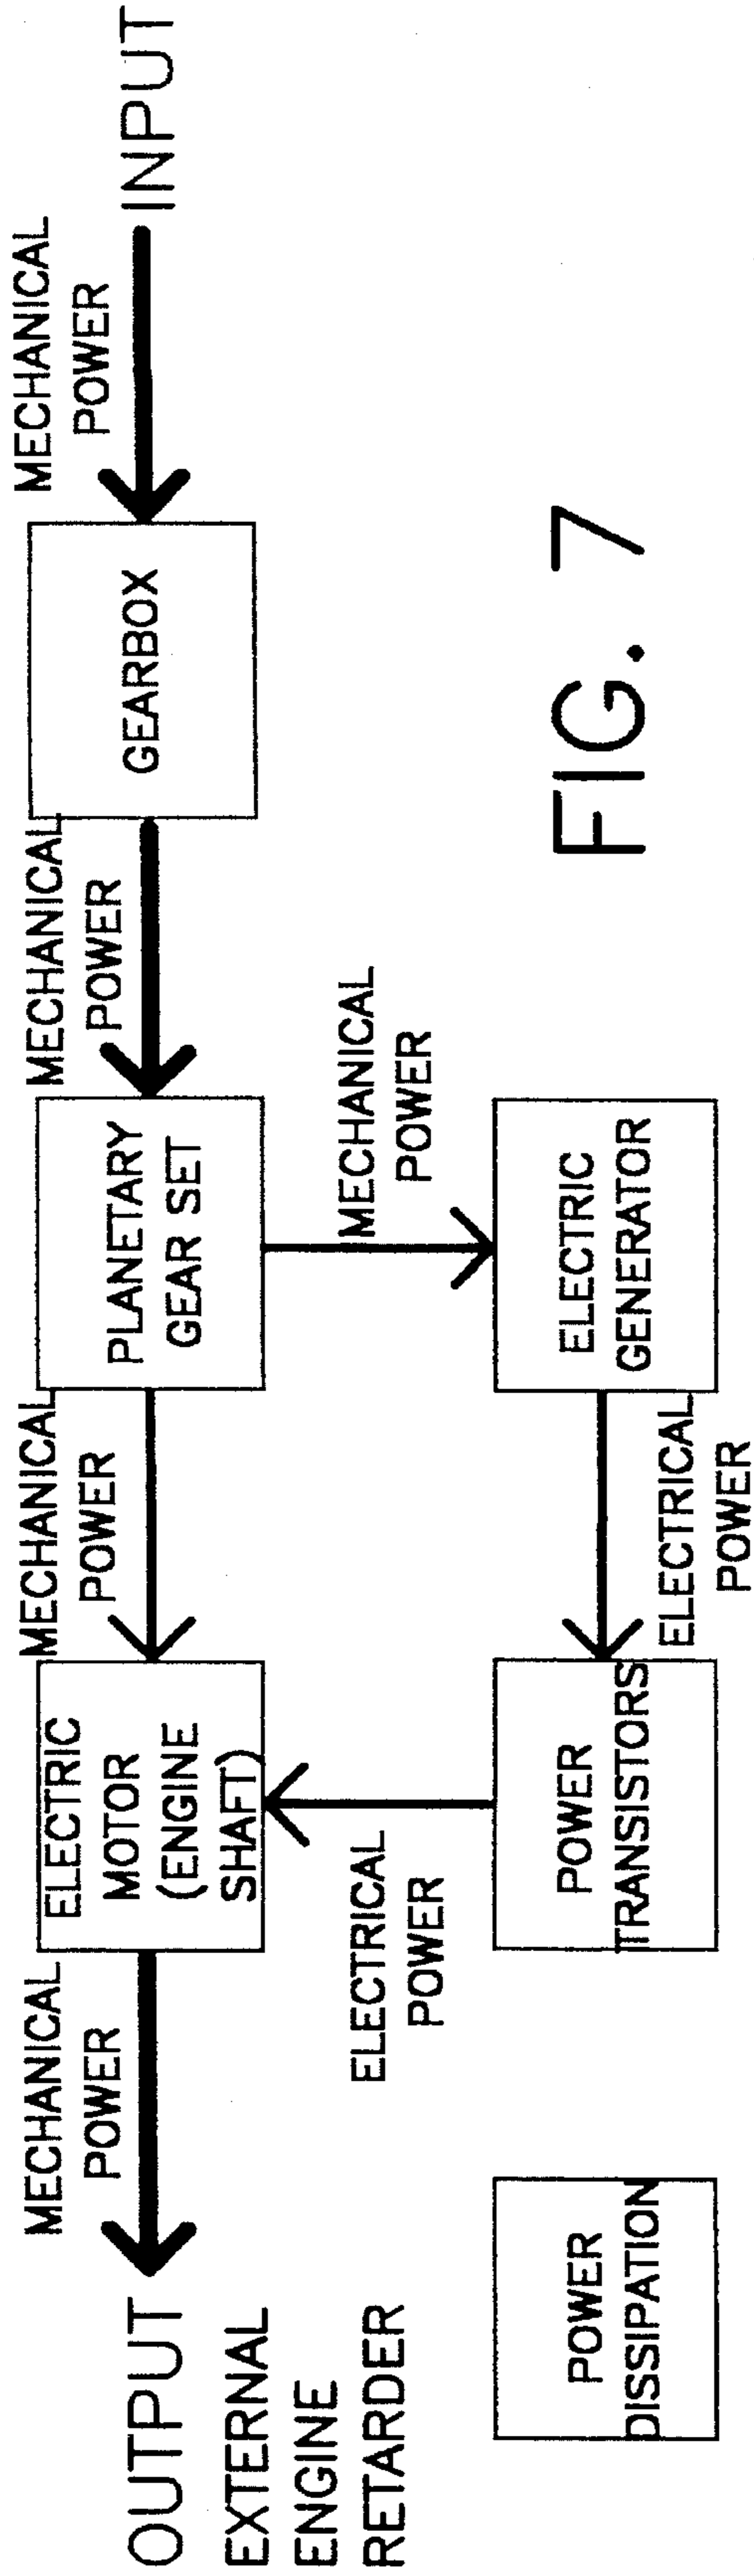 OUTPUT
EXTERNAL
ENGINE
RETARDER
MECHANICAL
POWER
ELECTRIC
MOTOR
(ENGINE
SHAFT)
MECHANICAL
POWER
PLANETARY
GEAR SET
MECHANICAL
POWER
GEARBOX
MECHANICAL
POWER
INPUT
ELECTRICAL
POWER
MECHANICAL
POWER
POWER
DISSIPATION
POWER
TRANSISTORS
ELECTRICAL
POWER
ELECTRIC
GENERATOR
FIG. 7